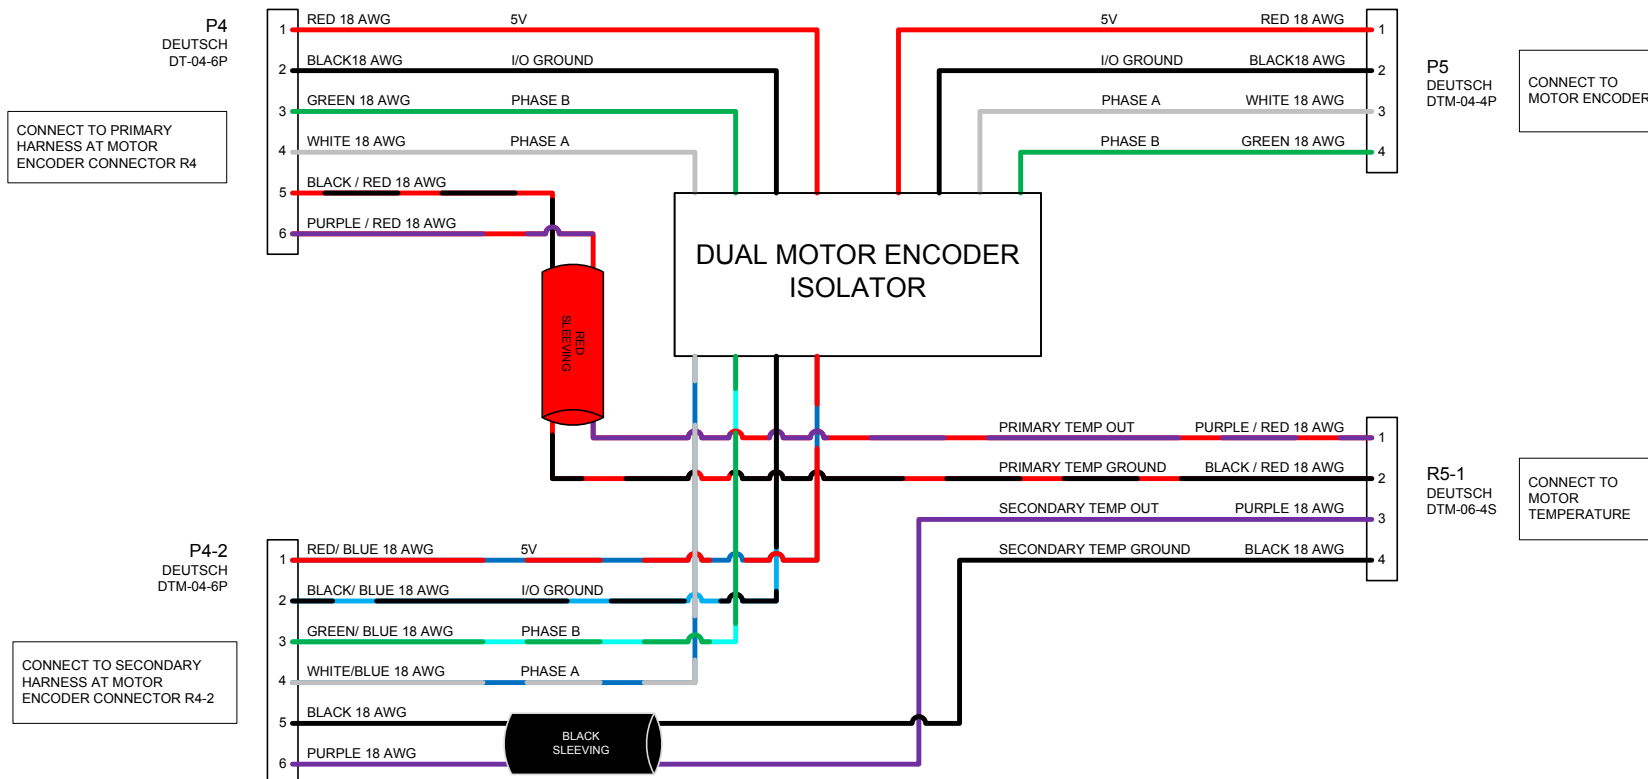 P4
DEUTSCH
DT-04-6P
CONNECT TO PRIMARY
HARNESS AT MOTOR
ENCODER CONNECTOR R4
1 RED 18 AWG 5V
2 BLACK18 AWG I/O GROUND
3 GREEN 18 AWG PHASE B
4 WHITE 18 AWG PHASE A
5 BLACK / RED 18 AWG
6 PURPLE / RED 18 AWG
5V RED 18 AWG 1
I/O GROUND BLACK18 AWG 2
PHASE A WHITE 18 AWG 3
PHASE B GREEN 18 AWG 4
P5
DEUTSCH
DTM-04-4P
CONNECT TO
MOTOR ENCODER
DUAL MOTOR ENCODER
ISOLATOR
RED
SLEEVING
PRIMARY TEMP OUT PURPLE / RED 18 AWG 1
PRIMARY TEMP GROUND BLACK / RED 18 AWG 2
SECONDARY TEMP OUT PURPLE 18 AWG 3
SECONDARY TEMP GROUND BLACK 18 AWG 4
R5-1
DEUTSCH
DTM-06-4S
CONNECT TO
MOTOR
TEMPERATURE
P4-2
DEUTSCH
DTM-04-6P
CONNECT TO SECONDARY
HARNESS AT MOTOR
ENCODER CONNECTOR R4-2
1 RED/ BLUE 18 AWG 5V
2 BLACK/ BLUE 18 AWG I/O GROUND
3 GREEN/ BLUE 18 AWG PHASE B
4 WHITE/BLUE 18 AWG PHASE A
5 BLACK 18 AWG
6 PURPLE 18 AWG
BLACK
SLEEVING